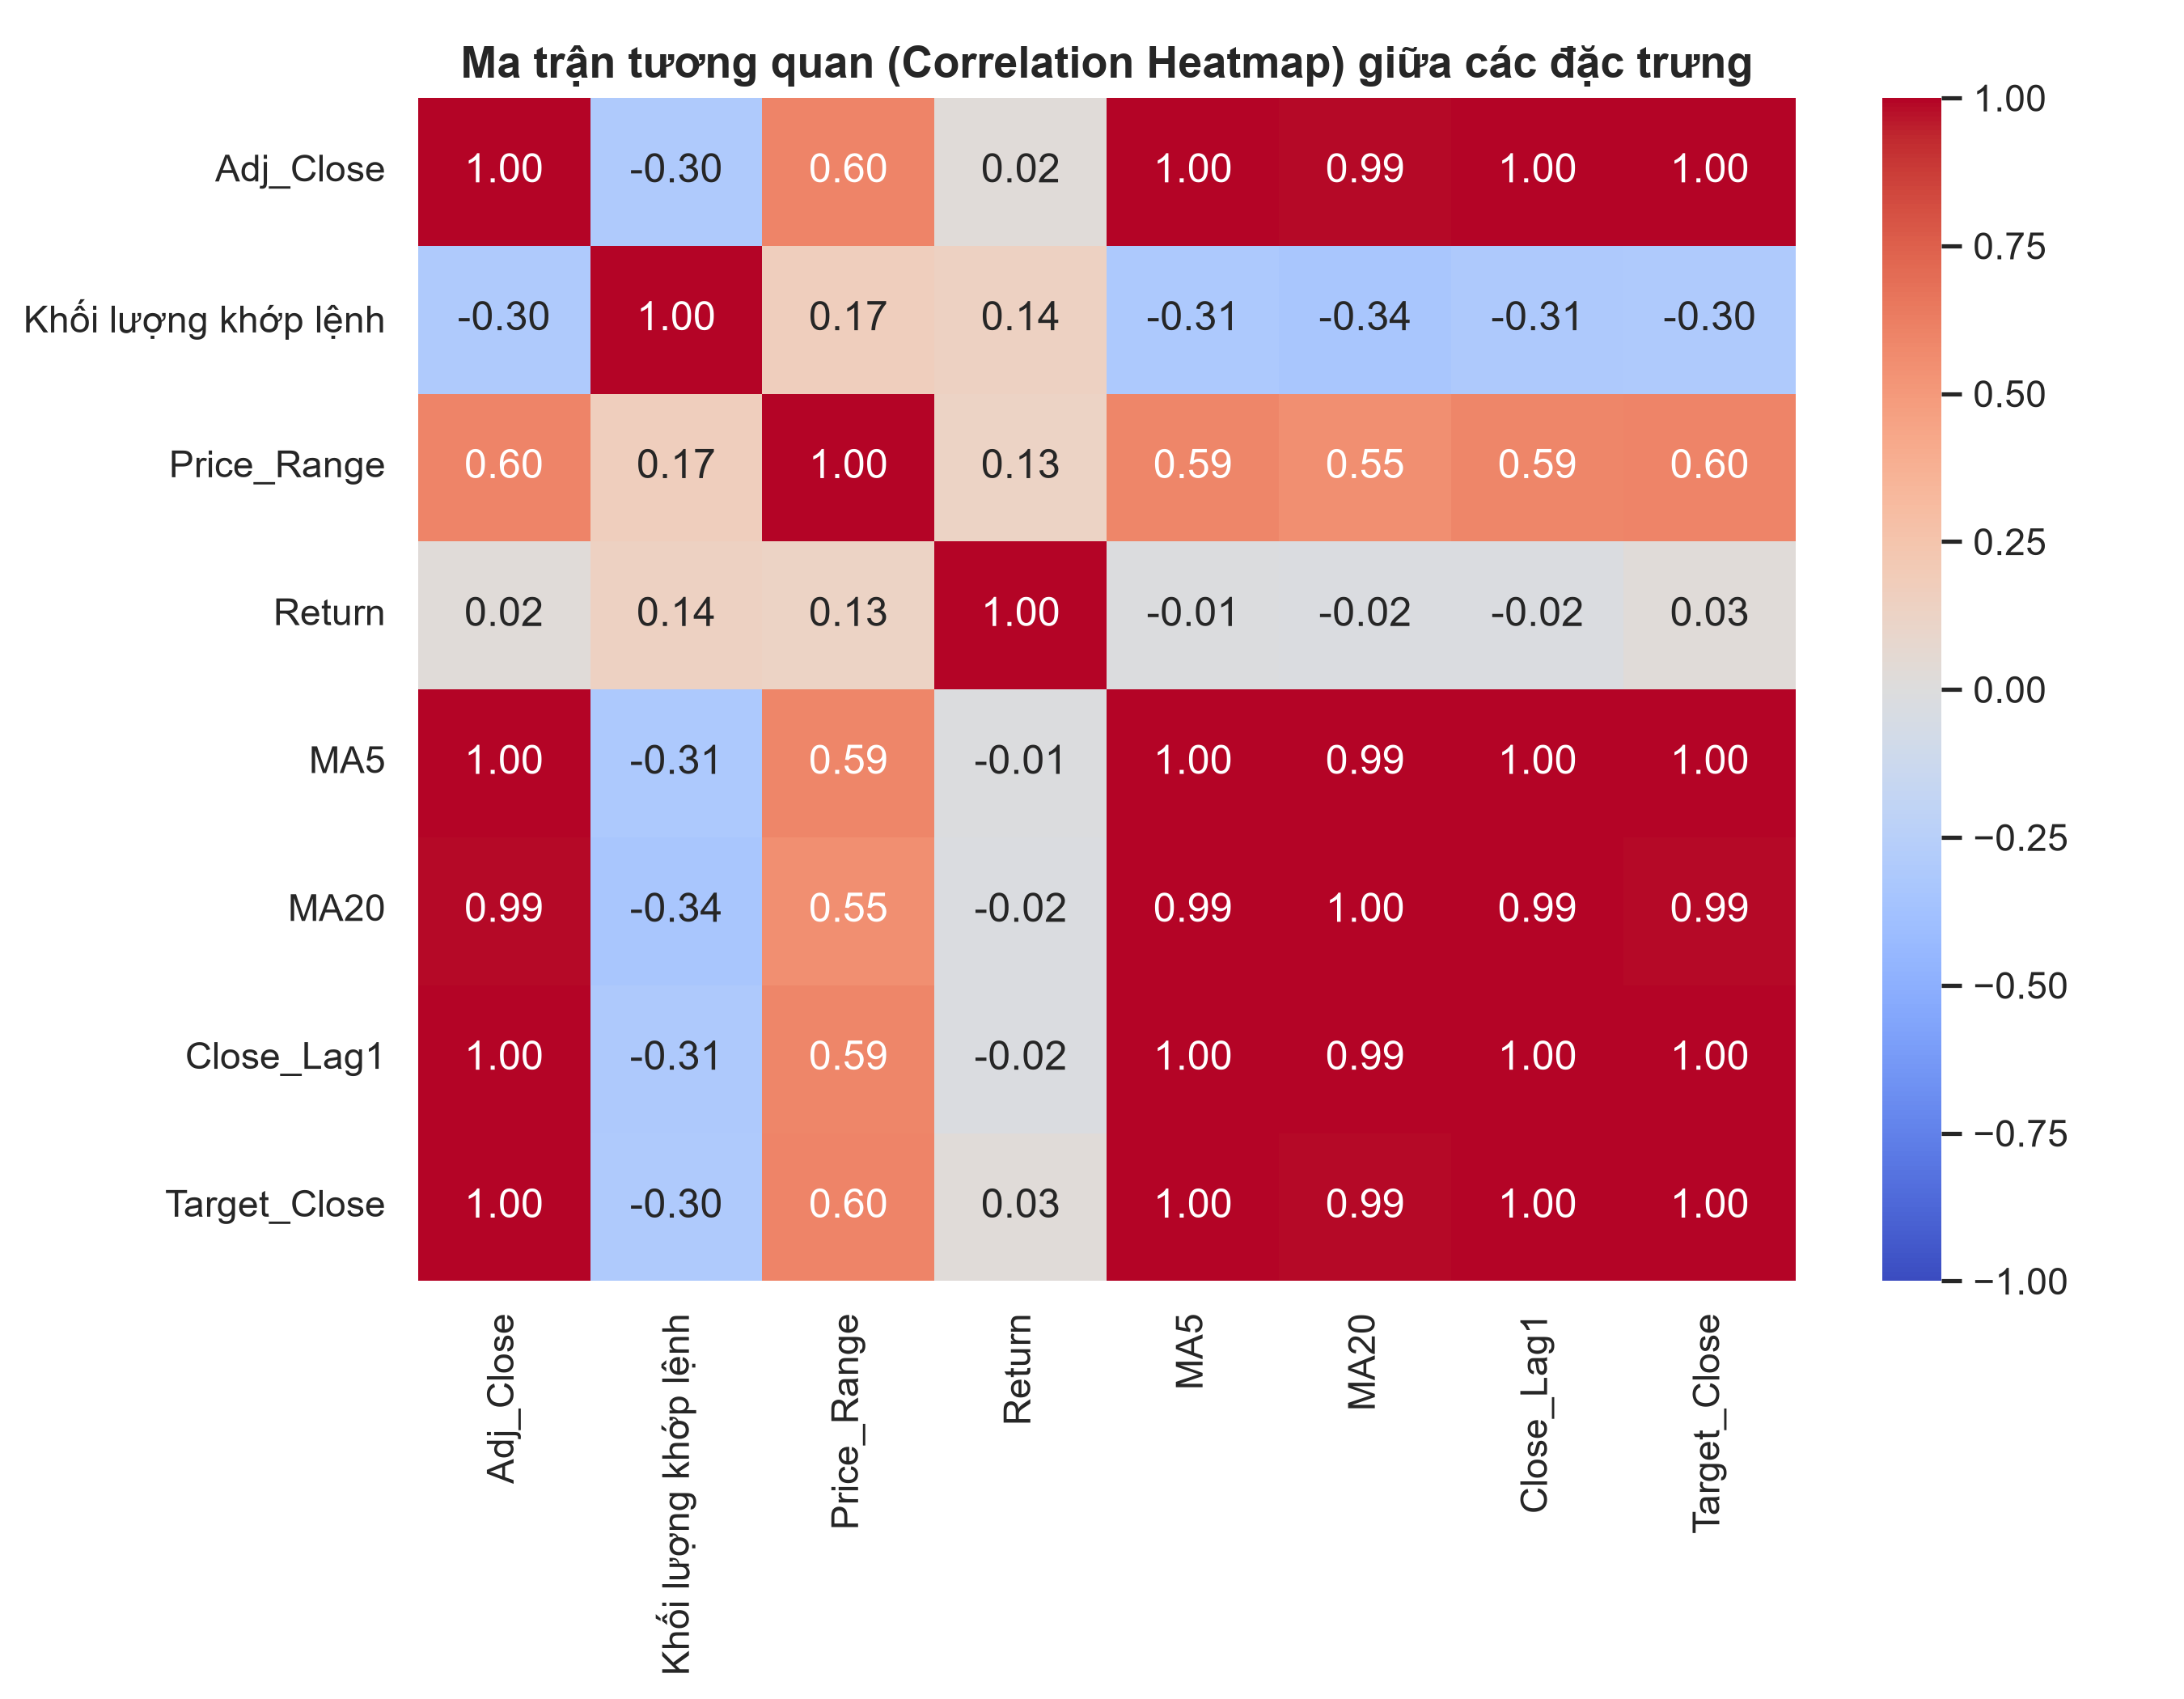 Ma trận tương quan (Correlation Heatmap) giữa các đặc trưng
Adj_Close 1.00 -0.30 0.60 0.02 1.00 0.99 1.00 1.00
Khối lượng khớp lệnh -0.30 1.00 0.17 0.14 -0.31 -0.34 -0.31 -0.30
Price_Range 0.60 0.17 1.00 0.13 0.59 0.55 0.59 0.60
Return 0.02 0.14 0.13 1.00 -0.01 -0.02 -0.02 0.03
MA5 1.00 -0.31 0.59 -0.01 1.00 0.99 1.00 1.00
MA20 0.99 -0.34 0.55 -0.02 0.99 1.00 0.99 0.99
Close_Lag1 1.00 -0.31 0.59 -0.02 1.00 0.99 1.00 1.00
Target_Close 1.00 -0.30 0.60 0.03 1.00 0.99 1.00 1.00
Adj_Close
Khối lượng khớp lệnh
Price_Range
Return
MA5
MA20
Close_Lag1
Target_Close
1.00
0.75
0.50
0.25
0.00
−0.25
−0.50
−0.75
−1.00